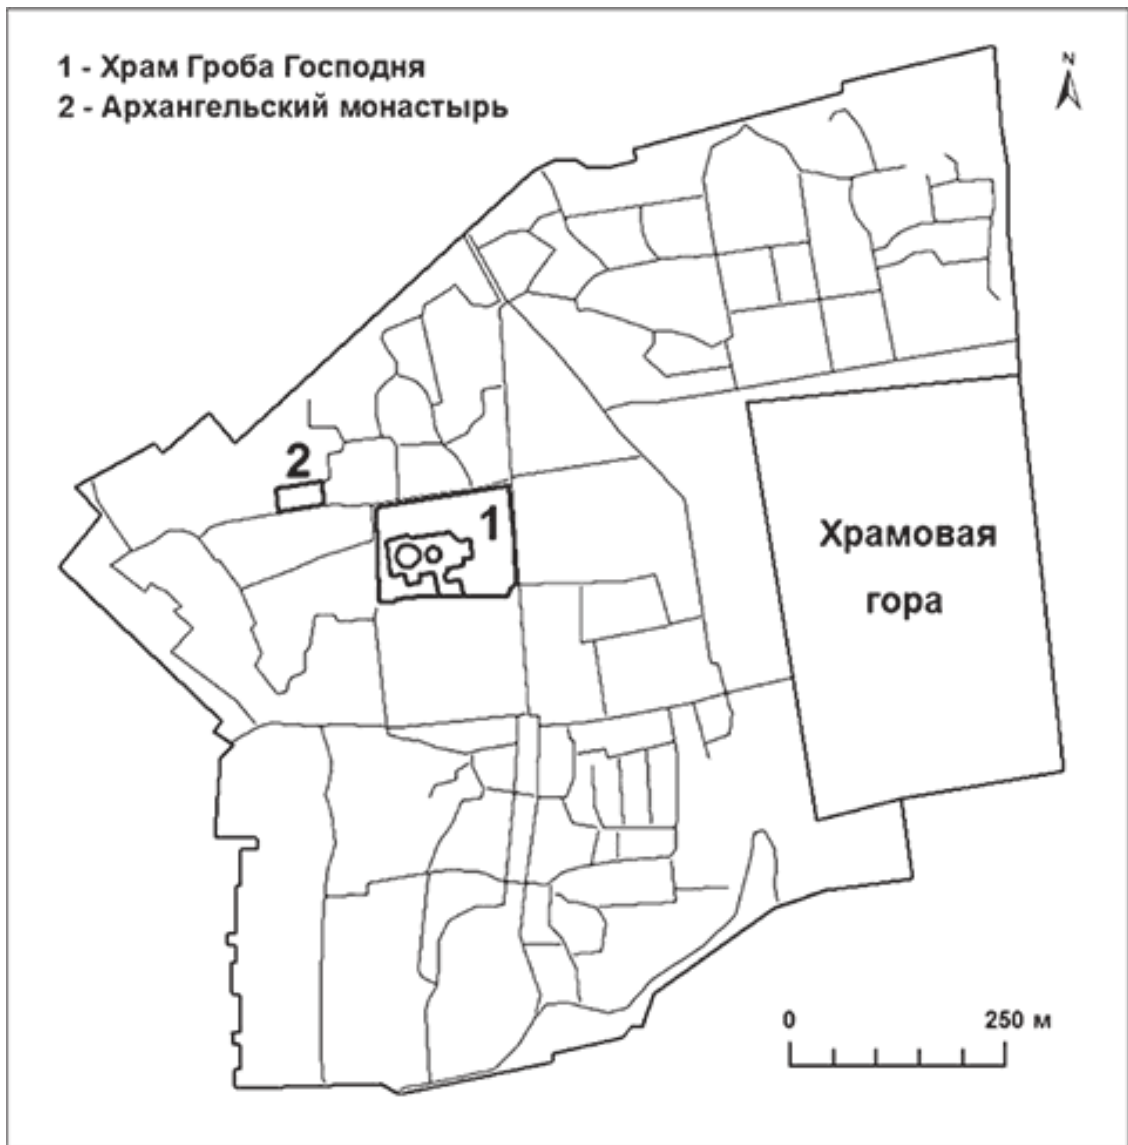 1 - Храм Гроба Господня
2 - Архангельский монастырь
N
2
1
Храмовая
гора
0 250 м